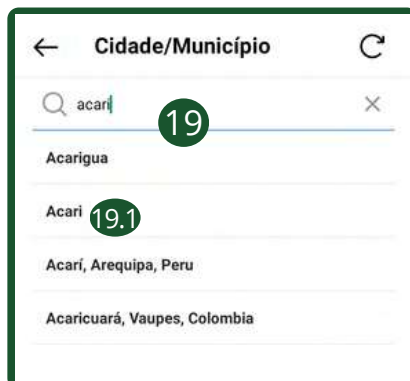 Cidade/Município
acari
19
Acarigua
Acari 19.1
Acarí, Arequipa, Peru
Acaricuará, Vaupes, Colombia